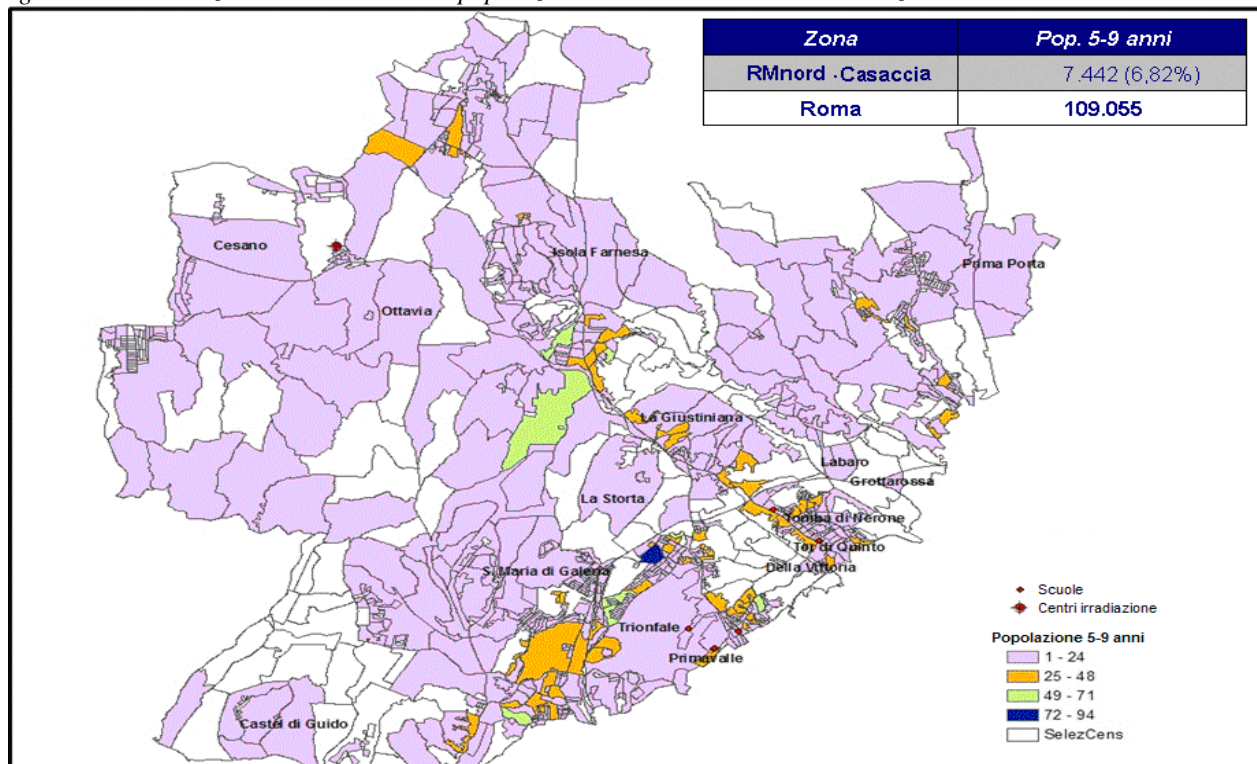 Zona Pop. 5-9 anni
RMnord - Casaccia 7.442 (6,82%)
Roma 109.055
Cesano
Isola Farnesa
Prima Porta
Ottavia
La Giustiniana
Labaro
Grottarossa
La Storta
Tomba di Nerone
Tor di Quinto
Della Vittoria
S. Maria di Galeria
Trionfale
Primavalle
Castel di Guido
Scuole
Centri irradiazione
Popolazione 5-9 anni
1 - 24
25 - 48
49 - 71
72 - 94
SelezCens